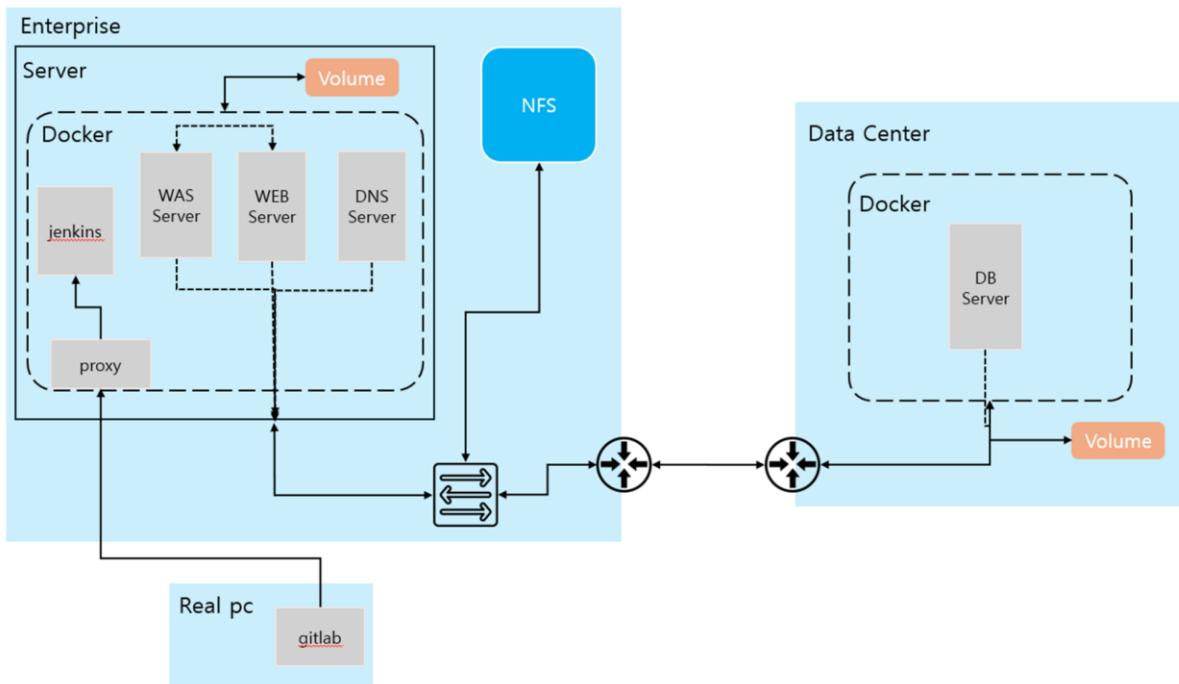 Enterprise
Server
Volume
NFS
Docker
WAS
Server
WEB
Server
DNS
Server
jenkins
proxy
Data Center
Docker
DB
Server
Volume
Real pc
gitlab